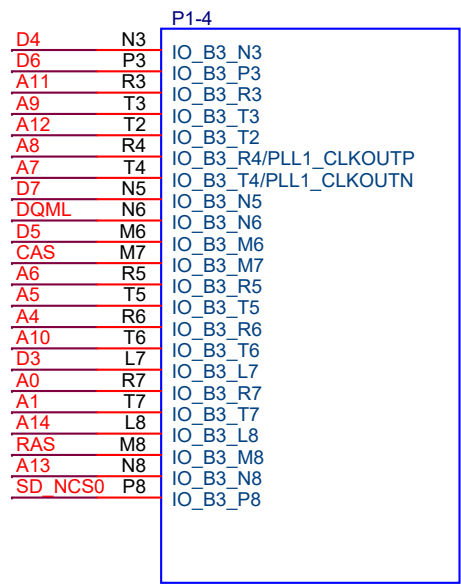 P1-4
D4 N3 IO_B3_N3
D6 P3 IO_B3_P3
A11 R3 IO_B3_R3
A9 T3 IO_B3_T3
A12 T2 IO_B3_T2
A8 R4 IO_B3_R4/PLL1_CLKOUTP
A7 T4 IO_B3_T4/PLL1_CLKOUTN
D7 N5 IO_B3_N5
DQML N6 IO_B3_N6
D5 M6 IO_B3_M6
CAS M7 IO_B3_M7
A6 R5 IO_B3_R5
A5 T5 IO_B3_T5
A4 R6 IO_B3_R6
A10 T6 IO_B3_T6
D3 L7 IO_B3_L7
A0 R7 IO_B3_R7
A1 T7 IO_B3_T7
A14 L8 IO_B3_L8
RAS M8 IO_B3_M8
A13 N8 IO_B3_N8
SD_NCS0 P8 IO_B3_P8